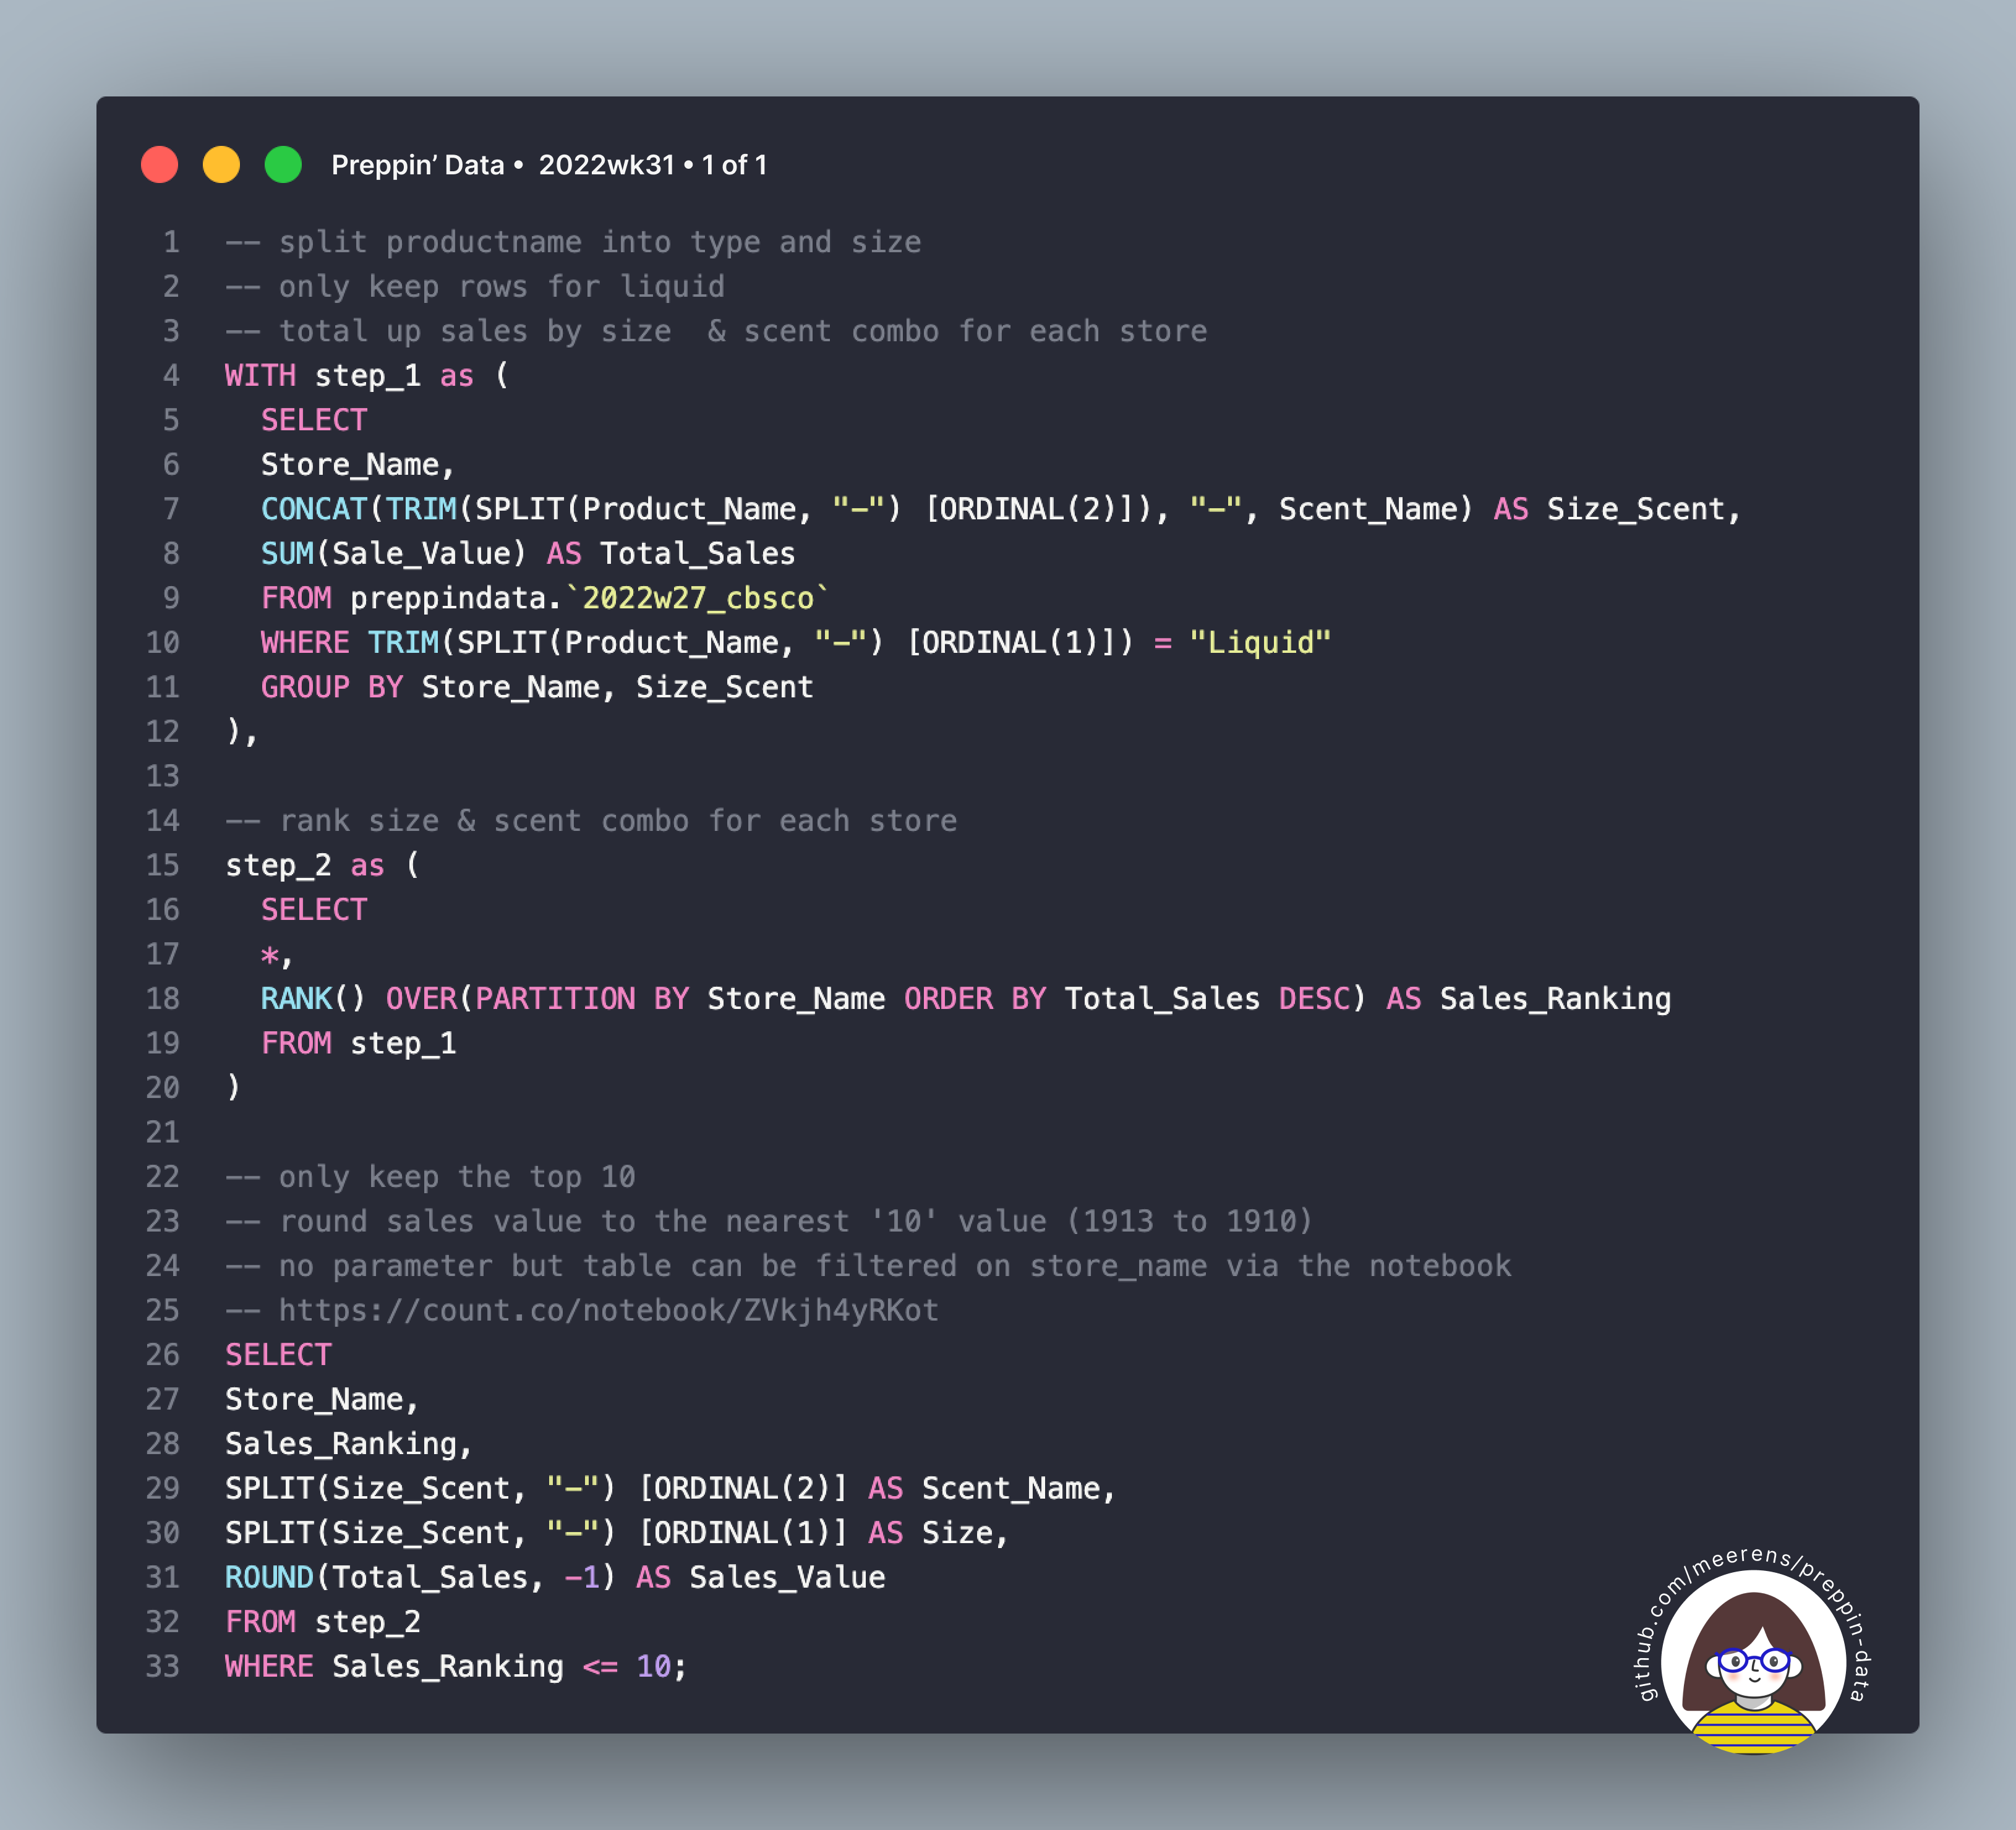 Preppin’ Data • 2022wk31 • 1 of 1
1 -- split productname into type and size
2 -- only keep rows for liquid
3 -- total up sales by size  & scent combo for each store
4 WITH step_1 as (
5   SELECT
6   Store_Name,
7   CONCAT(TRIM(SPLIT(Product_Name, "-") [ORDINAL(2)]), "-", Scent_Name) AS Size_Scent,
8   SUM(Sale_Value) AS Total_Sales
9   FROM preppindata.`2022w27_cbsco`
10   WHERE TRIM(SPLIT(Product_Name, "-") [ORDINAL(1)]) = "Liquid"
11   GROUP BY Store_Name, Size_Scent
12 ),
13
14 -- rank size & scent combo for each store
15 step_2 as (
16   SELECT
17   *,
18   RANK() OVER(PARTITION BY Store_Name ORDER BY Total_Sales DESC) AS Sales_Ranking
19   FROM step_1
20 )
21
22 -- only keep the top 10
23 -- round sales value to the nearest '10' value (1913 to 1910)
24 -- no parameter but table can be filtered on store_name via the notebook
25 -- https://count.co/notebook/ZVkjh4yRKot
26 SELECT
27 Store_Name,
28 Sales_Ranking,
29 SPLIT(Size_Scent, "-") [ORDINAL(2)] AS Scent_Name,
30 SPLIT(Size_Scent, "-") [ORDINAL(1)] AS Size,
31 ROUND(Total_Sales, -1) AS Sales_Value
32 FROM step_2
33 WHERE Sales_Ranking <= 10;
github.com/meerens/preppin-data